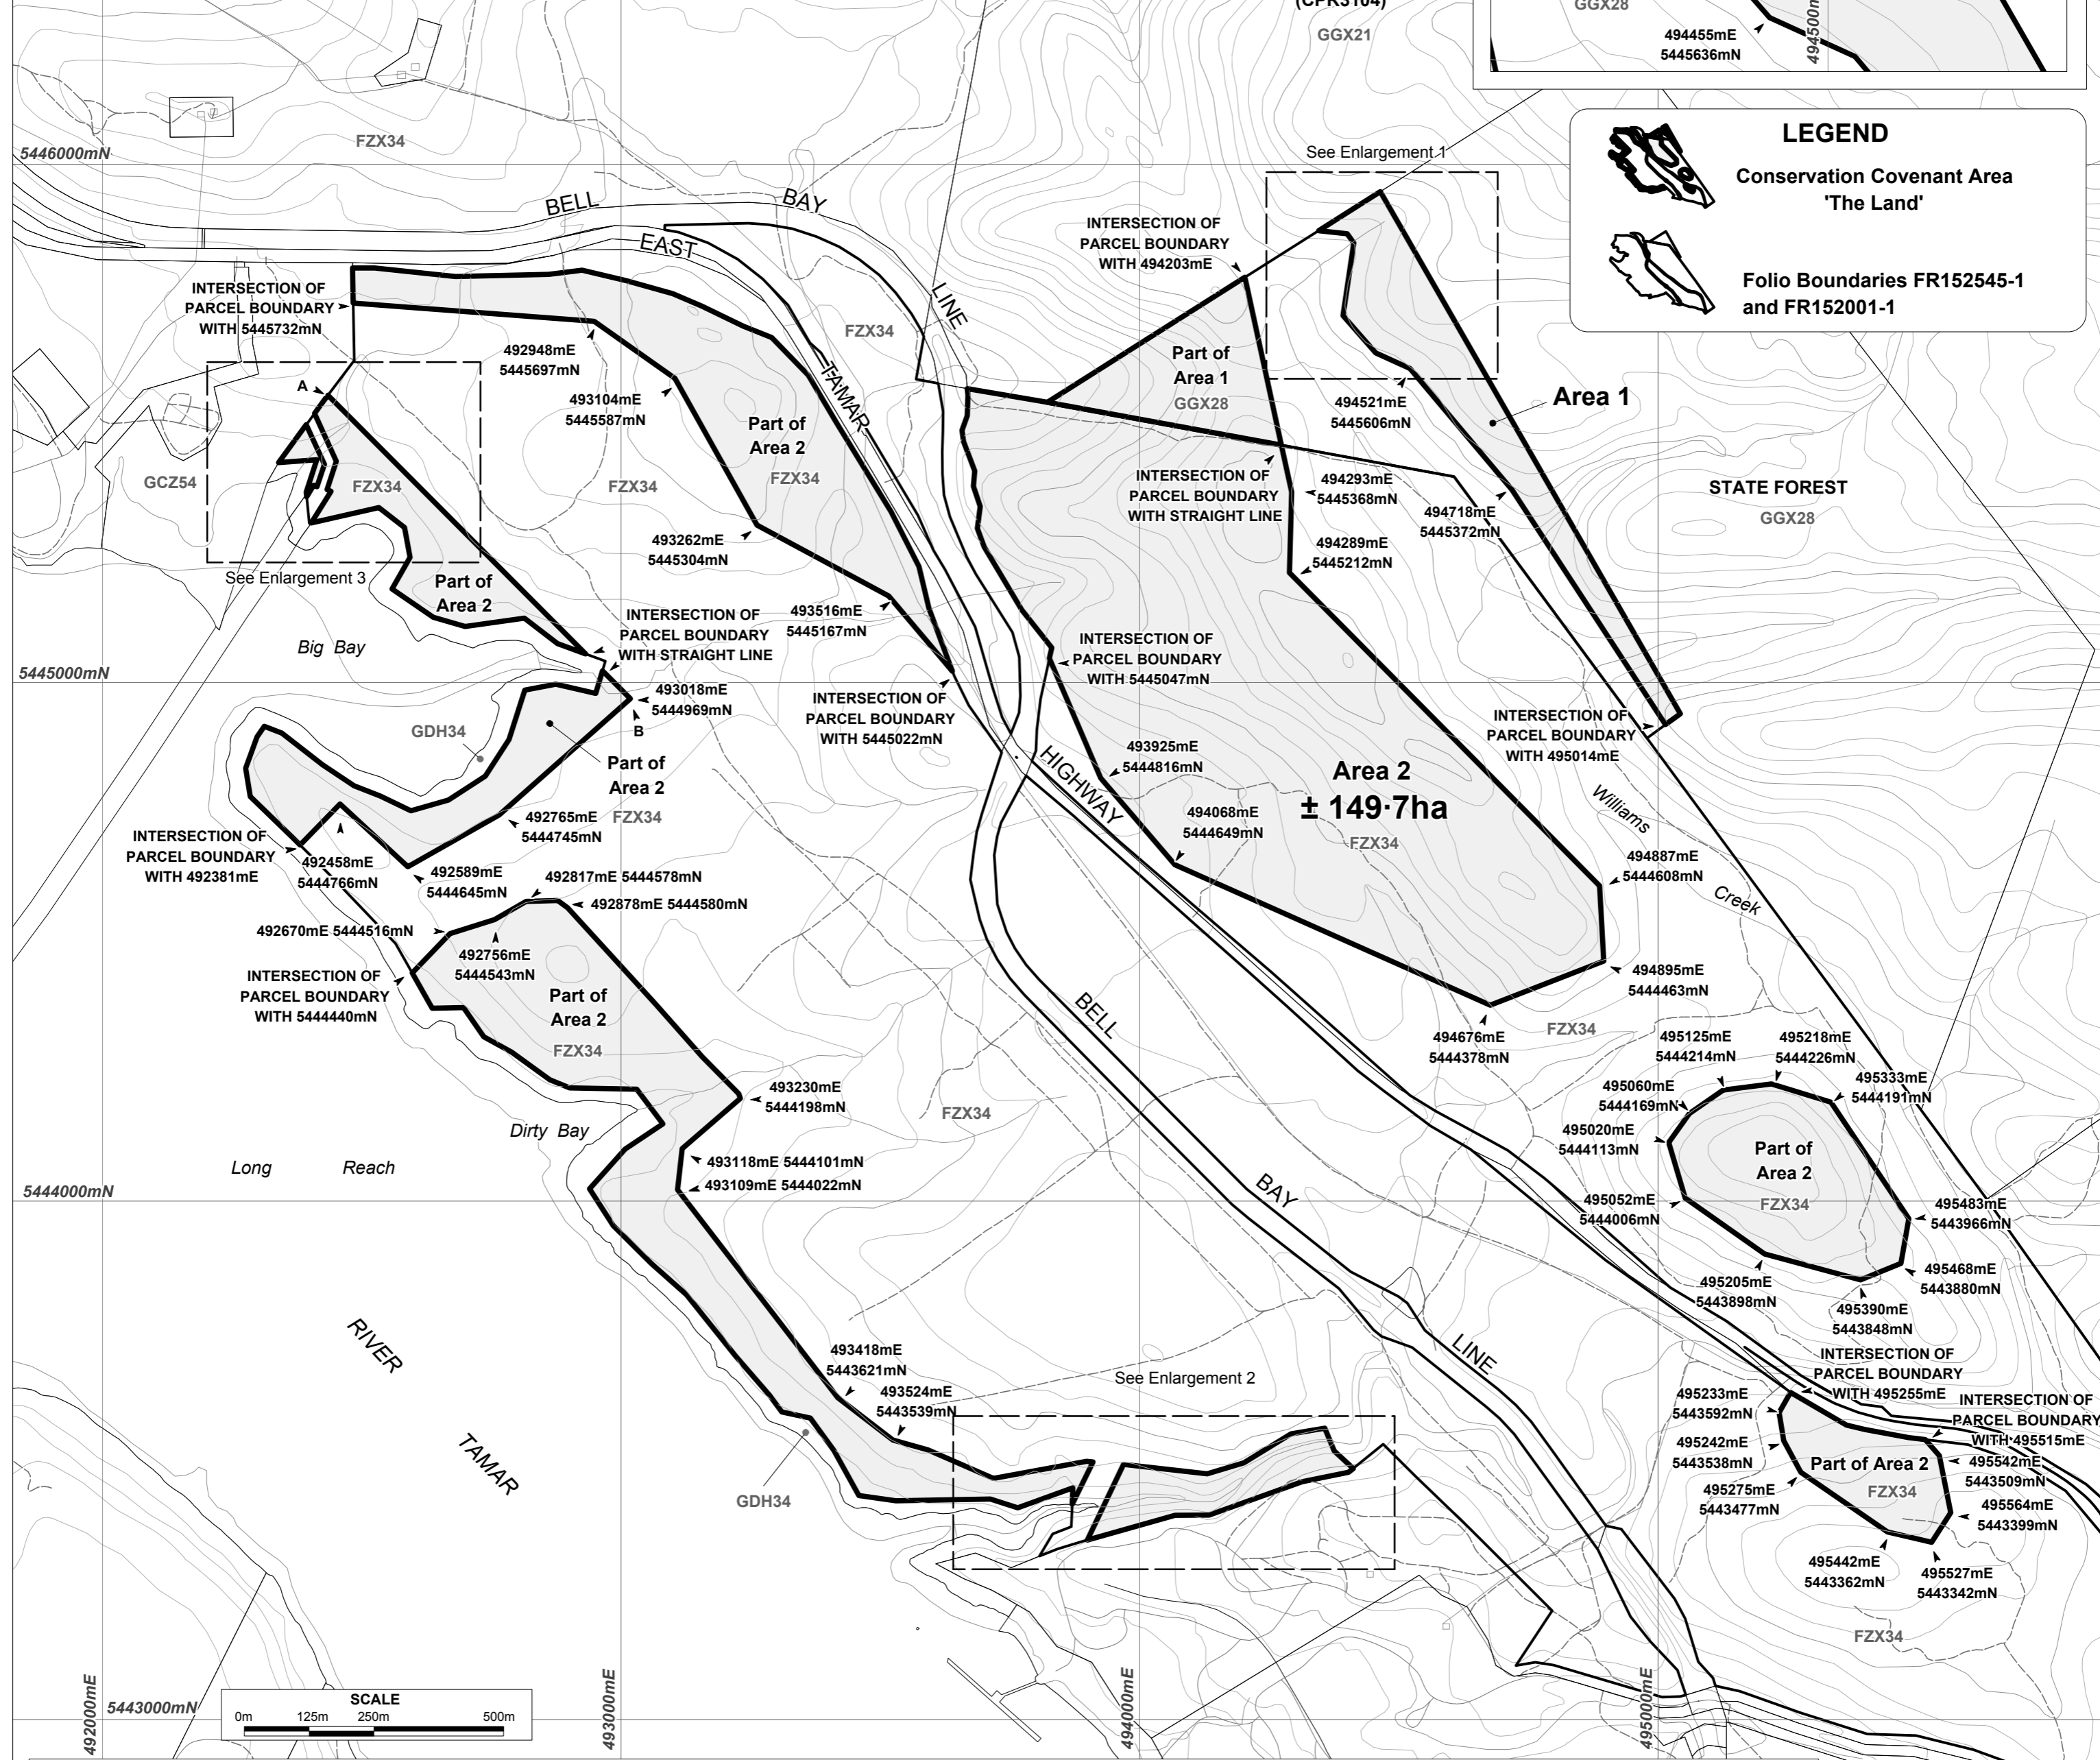 (CPR3104)
GGX21
GGX28
494455mE
5445636mN
494500m
LEGEND
Conservation Covenant Area
'The Land'
Folio Boundaries FR152545-1
and FR152001-1
5446000mN
FZX34
See Enlargement 1
BELL
BAY
LINE
EAST
TAMAR
HIGHWAY
INTERSECTION OF
PARCEL BOUNDARY
WITH 494203mE
INTERSECTION OF
PARCEL BOUNDARY
WITH 5445732mN
FZX34
492948mE
5445697mN
Part of
Area 1
GGX28
Area 1
A
493104mE
5445587mN
Part of
Area 2
FZX34
494521mE
5445606mN
GCZ54
FZX34
FZX34
INTERSECTION OF
PARCEL BOUNDARY
WITH STRAIGHT LINE
494293mE
5445368mN
494718mE
5445372mN
STATE FOREST
GGX28
493262mE
5445304mN
494289mE
5445212mN
See Enlargement 3
Part of
Area 2
INTERSECTION OF
PARCEL BOUNDARY
WITH STRAIGHT LINE
493516mE
5445167mN
Big Bay
INTERSECTION OF
PARCEL BOUNDARY
WITH 5445047mN
5445000mN
493018mE
5444969mN
B
INTERSECTION OF
PARCEL BOUNDARY
WITH 5445022mN
INTERSECTION OF
PARCEL BOUNDARY
WITH 495014mE
GDH34
Part of
Area 2
FZX34
493925mE
5444816mN
Area 2
± 149·7ha
FZX34
Williams
Creek
INTERSECTION OF
PARCEL BOUNDARY
WITH 492381mE
492458mE
5444766mN
492765mE
5444745mN
494068mE
5444649mN
492589mE
5444645mN
494887mE
5444608mN
492817mE 5444578mN
492878mE 5444580mN
492670mE 5444516mN
492756mE
5444543mN
INTERSECTION OF
PARCEL BOUNDARY
WITH 5444440mN
Part of
Area 2
FZX34
BELL
BAY
LINE
494895mE
5444463mN
494676mE
5444378mN
FZX34
495125mE
5444214mN
495218mE
5444226mN
495060mE
5444169mN
495333mE
5444191mN
493230mE
5444198mN
FZX34
Dirty Bay
495020mE
5444113mN
Part of
Area 2
FZX34
Long Reach
493118mE 5444101mN
493109mE 5444022mN
5444000mN
495052mE
5444006mN
495483mE
5443966mN
495205mE
5443898mN
495468mE
5443880mN
495390mE
5443848mN
RIVER
TAMAR
493418mE
5443621mN
493524mE
5443539mN
See Enlargement 2
INTERSECTION OF
PARCEL BOUNDARY
WITH 495255mE
495233mE
5443592mN
INTERSECTION OF
PARCEL BOUNDARY
WITH 495515mE
495242mE
5443538mN
Part of Area 2
FZX34
495542mE
5443509mN
495275mE
5443477mN
495564mE
5443399mN
GDH34
495442mE
5443362mN
495527mE
5443342mN
FZX34
5443000mN
SCALE
0m 125m 250m 500m
492000mE
493000mE
494000mE
495000mE